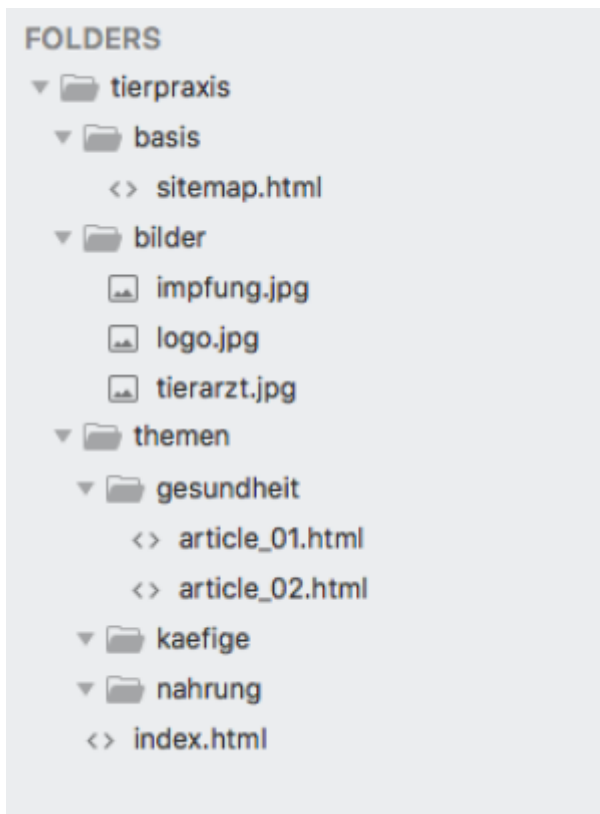 FOLDERS
tierpraxis
basis
sitemap.html
bilder
impfung.jpg
logo.jpg
tierarzt.jpg
themen
gesundheit
article_01.html
article_02.html
kaefige
nahrung
index.html